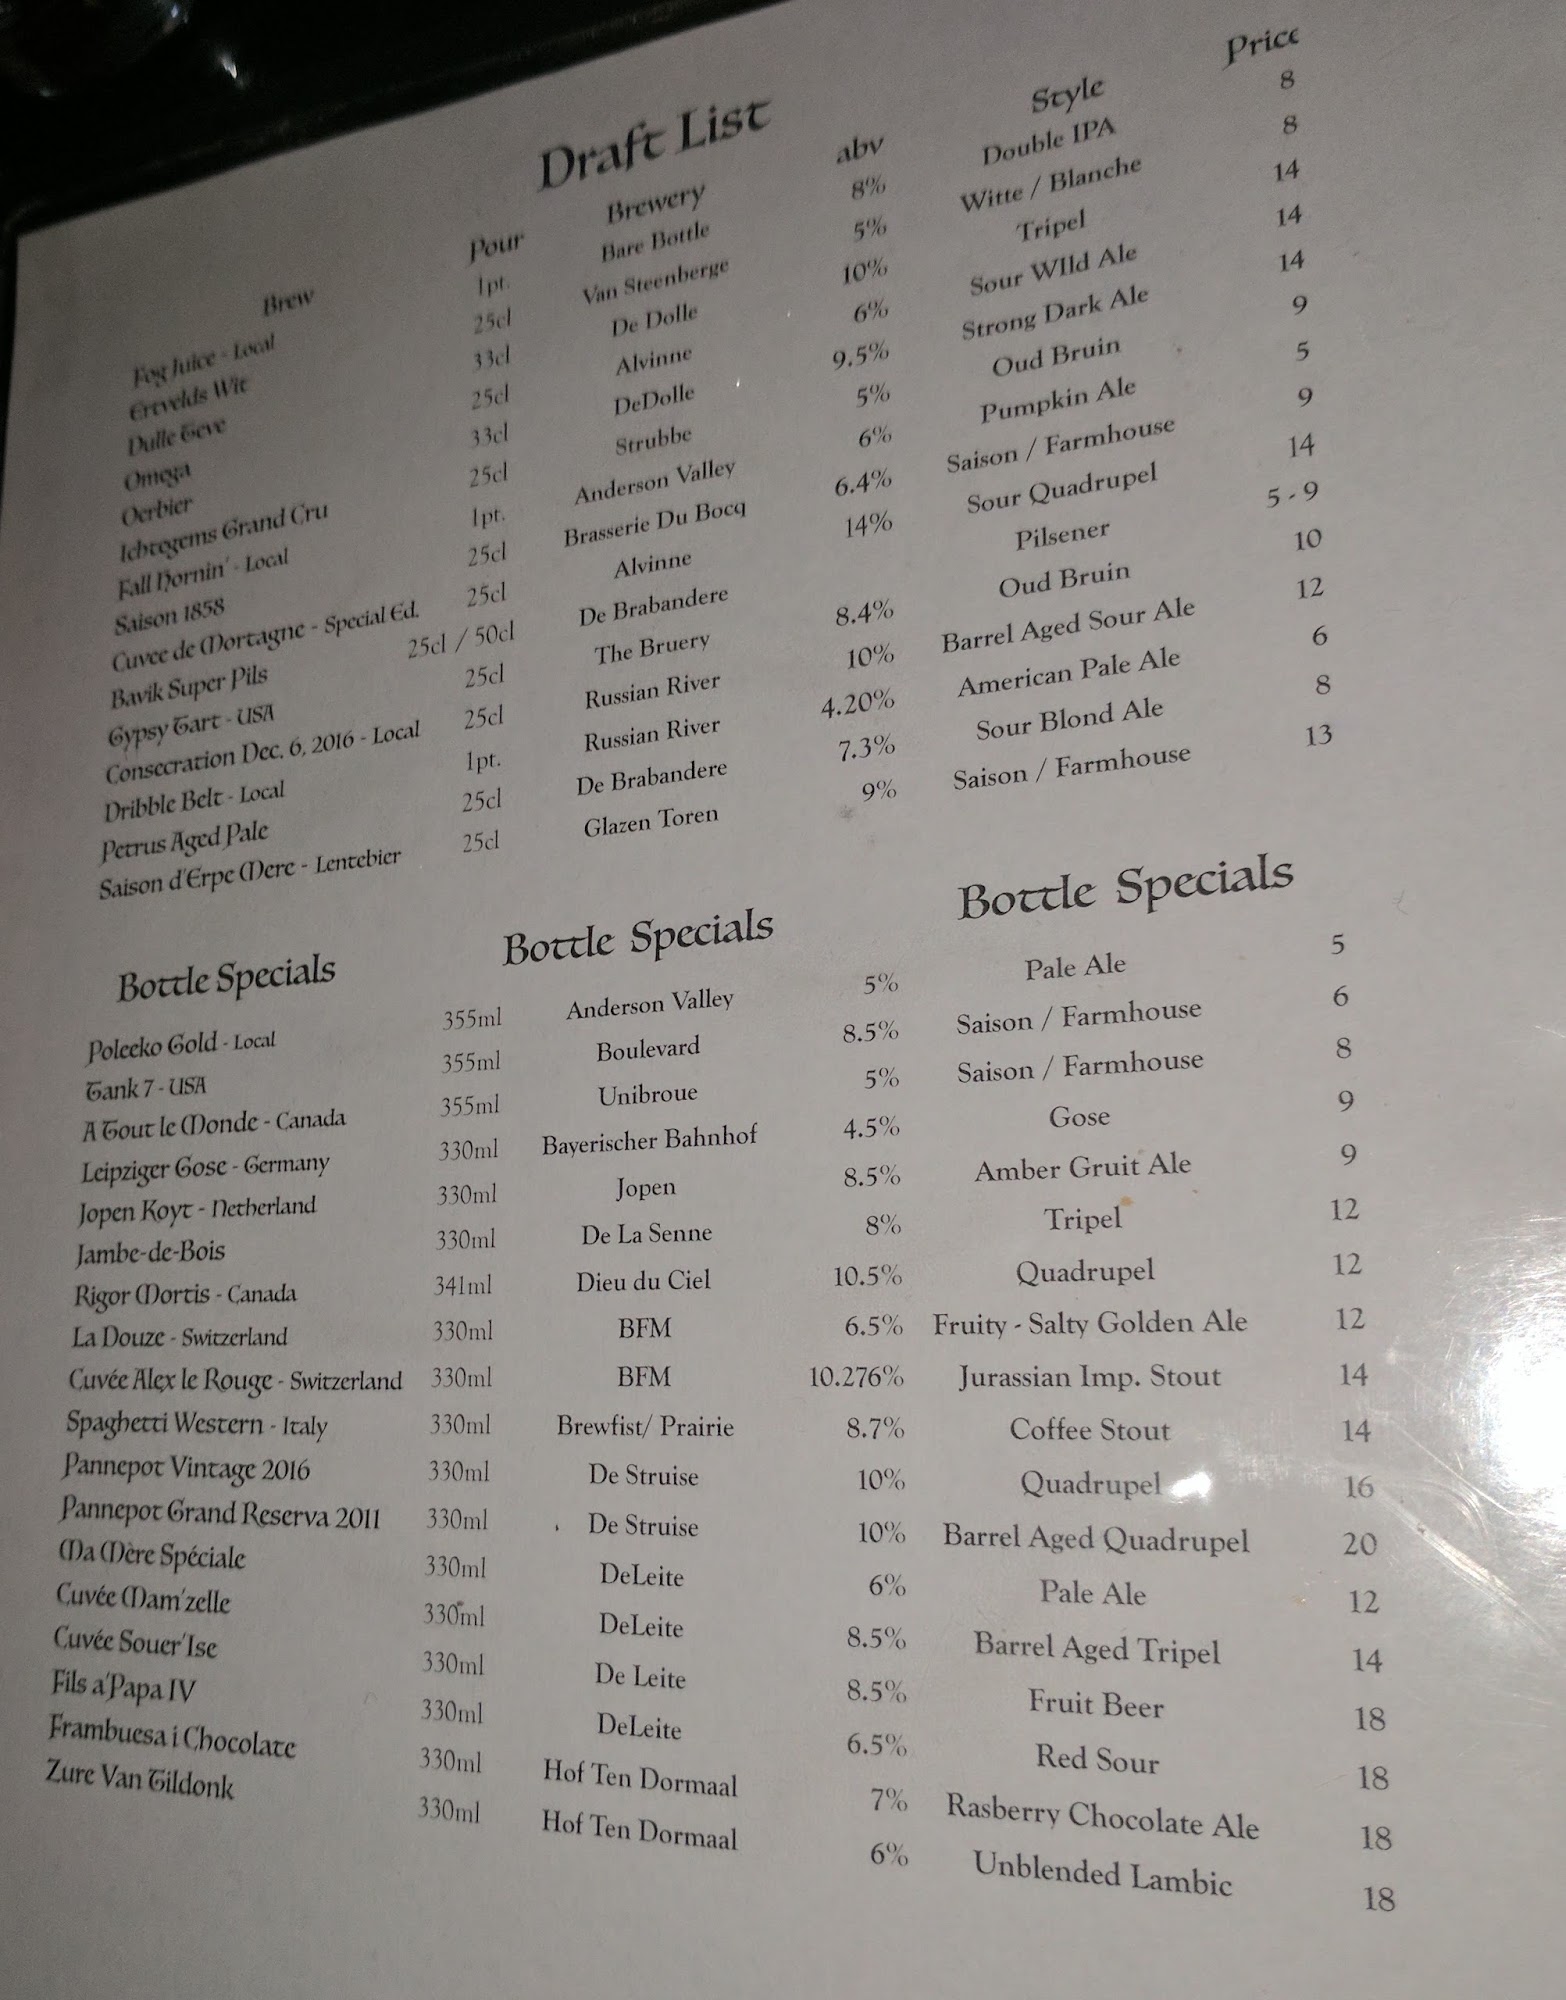 Draft List
Brew Pour Brewery abv Style Price
Fog Juice - Local 1pt. Bare Bottle 8% Double IPA 8
Ertvelds Wit 25cl Van Steenberge 5% Witte / Blanche 8
Dulle Teve 33cl De Dolle 10% Tripel 14
Omega 25cl Alvinne 6% Sour WIld Ale 14
Oerbier 33cl DeDolle 9.5% Strong Dark Ale 14
Ichtegems Grand Cru 25cl Strubbe 5% Oud Bruin 9
Fall Hornin' - Local 1pt. Anderson Valley 6% Pumpkin Ale 5
Saison 1858 25cl Brasserie Du Bocq 6.4% Saison / Farmhouse 9
Cuvee de Mortagne - Special Ed. 25cl Alvinne 14% Sour Quadrupel 14
Bavik Super Pils 25cl / 50cl De Brabandere Pilsener 5 - 9
Gypsy Tart - USA 25cl The Bruery 8.4% Oud Bruin 10
Consecration Dec. 6, 2016 - Local 25cl Russian River 10% Barrel Aged Sour Ale 12
Dribble Belt - Local 1pt. Russian River 4.20% American Pale Ale 6
Petrus Aged Pale 25cl De Brabandere 7.3% Sour Blond Ale 8
Saison d'Erpe Mere - Lentebier 25cl Glazen Toren 9% Saison / Farmhouse 13
Bottle Specials Bottle Specials Bottle Specials
Poleeko Gold - Local 355ml Anderson Valley 5% Pale Ale 5
Tank 7 - USA 355ml Boulevard 8.5% Saison / Farmhouse 6
A Tout le Monde - Canada 355ml Unibroue 5% Saison / Farmhouse 8
Leipziger Gose - Germany 330ml Bayerischer Bahnhof 4.5% Gose 9
Jopen Koyt - Netherland 330ml Jopen 8.5% Amber Gruit Ale 9
Jambe-de-Bois 330ml De La Senne 8% Tripel 12
Rigor Mortis - Canada 341ml Dieu du Ciel 10.5% Quadrupel 12
La Douze - Switzerland 330ml BFM 6.5% Fruity - Salty Golden Ale 12
Cuvée Alex le Rouge - Switzerland 330ml BFM 10.276% Jurassian Imp. Stout 14
Spaghetti Western - Italy 330ml Brewfist/ Prairie 8.7% Coffee Stout 14
Pannepot Vintage 2016 330ml De Struise 10% Quadrupel 16
Pannepot Grand Reserva 2011 330ml De Struise 10% Barrel Aged Quadrupel 20
Ma Mère Spéciale 330ml DeLeite 6% Pale Ale 12
Cuvée Mam'zelle 330ml DeLeite 8.5% Barrel Aged Tripel 14
Cuvée Souer'Ise 330ml De Leite 8.5% Fruit Beer 18
Fils a'Papa IV 330ml DeLeite 6.5% Red Sour 18
Frambuesa i Chocolate 330ml Hof Ten Dormaal 7% Rasberry Chocolate Ale 18
Zure Van Tildonk 330ml Hof Ten Dormaal 6% Unblended Lambic 18